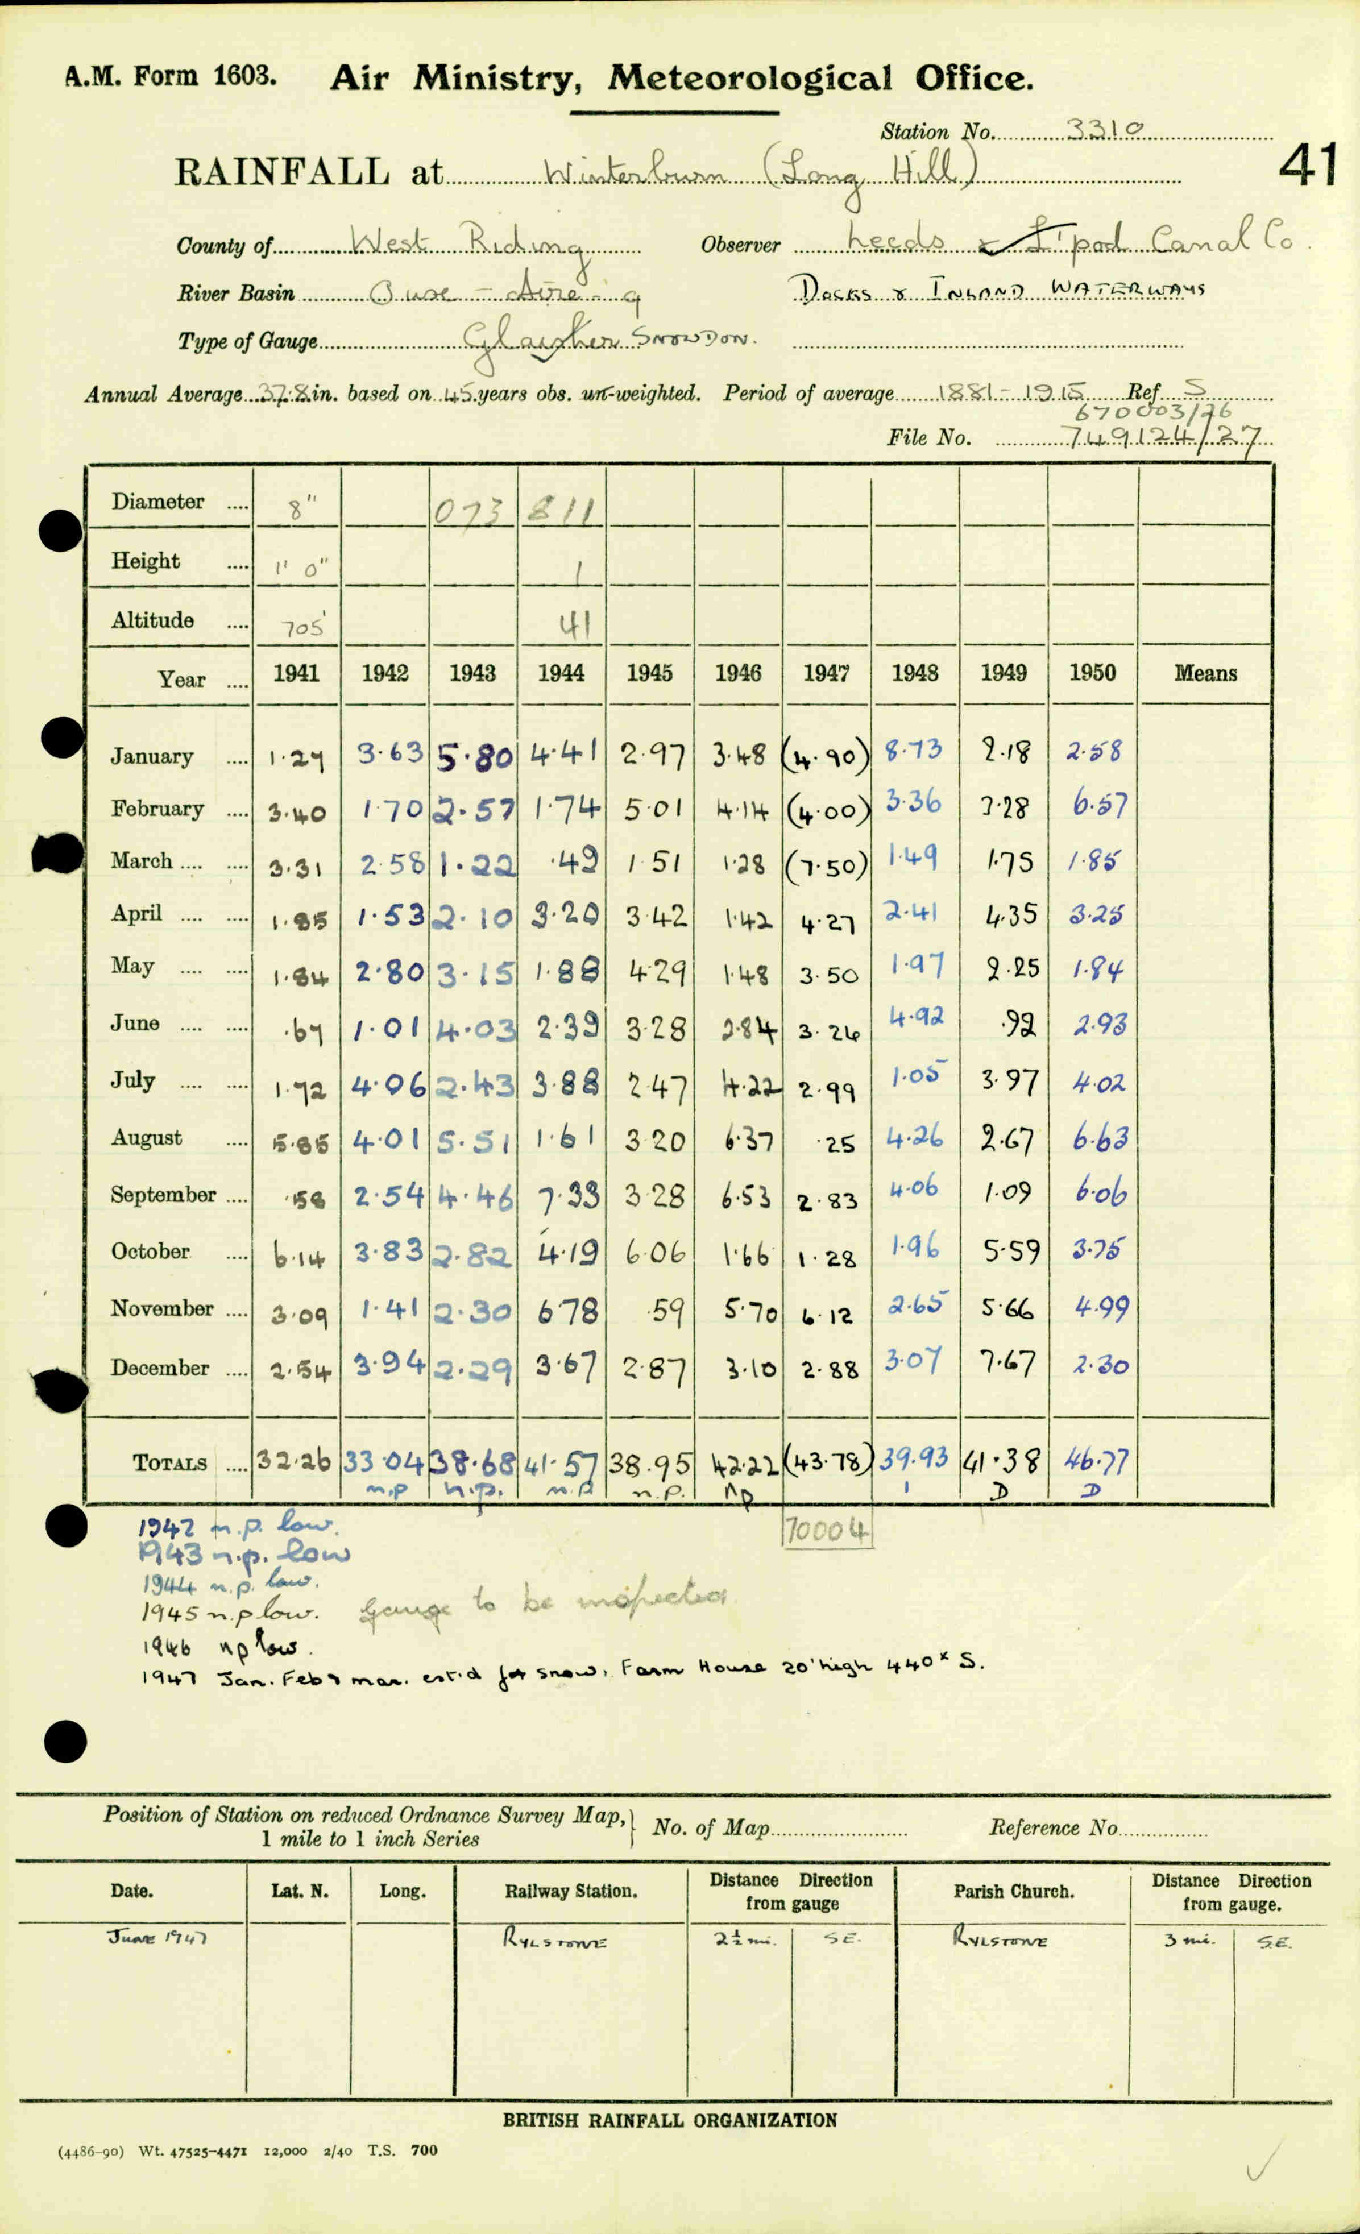 A.M. Form 1603. Air Ministry, Meteorological Office.
Station No. 3310
41
RAINFALL at Winterburn (Long Hill)
County of West Riding Observer Leeds & L'pool Canal Co.
River Basin Ouse - Aire - 9 DOCKS & INLAND WATERWAYS
Type of Gauge Glaisher SNOWDON.
Annual Average 37.8 in. based on 45 years obs. un-weighted. Period of average 1881-1915 Ref S
670003/26
File No. 749124/27
Diameter .... 8" 073 811
Height .... 1' 0" 1
Altitude .... 705' 41
Year .... 1941 1942 1943 1944 1945 1946 1947 1948 1949 1950 Means
January .... 1.27 3.63 5.80 4.41 2.97 3.48 (4.90) 8.73 2.18 2.58
February .... 3.40 1.70 2.57 1.74 5.01 4.14 (4.00) 3.36 3.28 6.57
March .... .... 3.31 2.58 1.22 .49 1.51 1.28 (7.50) 1.49 1.75 1.85
April .... .... 1.85 1.53 2.10 3.20 3.42 1.42 4.27 2.41 4.35 3.25
May .... .... 1.84 2.80 3.15 1.88 4.29 1.48 3.50 1.97 2.25 1.84
June .... .... .67 1.01 4.03 2.39 3.28 2.84 3.26 4.92 .92 2.93
July .... .... 1.72 4.06 2.43 3.88 2.47 4.22 2.99 1.05 3.97 4.02
August .... 5.85 4.01 5.51 1.61 3.20 6.37 .25 4.26 2.67 6.63
September .... .58 2.54 4.46 7.33 3.28 6.53 2.83 4.06 1.09 6.06
October .... 6.14 3.83 2.82 4.19 6.06 1.66 1.28 1.96 5.59 3.75
November .... 3.09 1.41 2.30 6.78 .59 5.70 6.12 2.65 5.66 4.99
December .... 2.54 3.94 2.29 3.67 2.87 3.10 2.88 3.07 7.67 2.30
TOTALS .... 32.26 33.04 38.68 41.57 38.95 42.22 (43.78) 39.93 41.38 46.77
n.p n.p. n.p n.p. np 1 D D
70004
1942 n.p. low.
1943 n.p. low
1944 n.p. low.
1945 n.p low. Gauge to be inspected
1946 np low.
1947 Jan. Feb & mar. est'd for snow. Farm House 20' high 440x S.
Position of Station on reduced Ordnance Survey Map, 1 mile to 1 inch Series No. of Map Reference No.
Date. Lat. N. Long. Railway Station. Distance Direction from gauge Parish Church. Distance Direction from gauge.
JUNE 1947 RYLSTONE 2½ mi. S.E. RYLSTONE 3 mi. S.E.
BRITISH RAINFALL ORGANIZATION
(4486-90) Wt. 47525-4471 12,000 2/40 T.S. 700